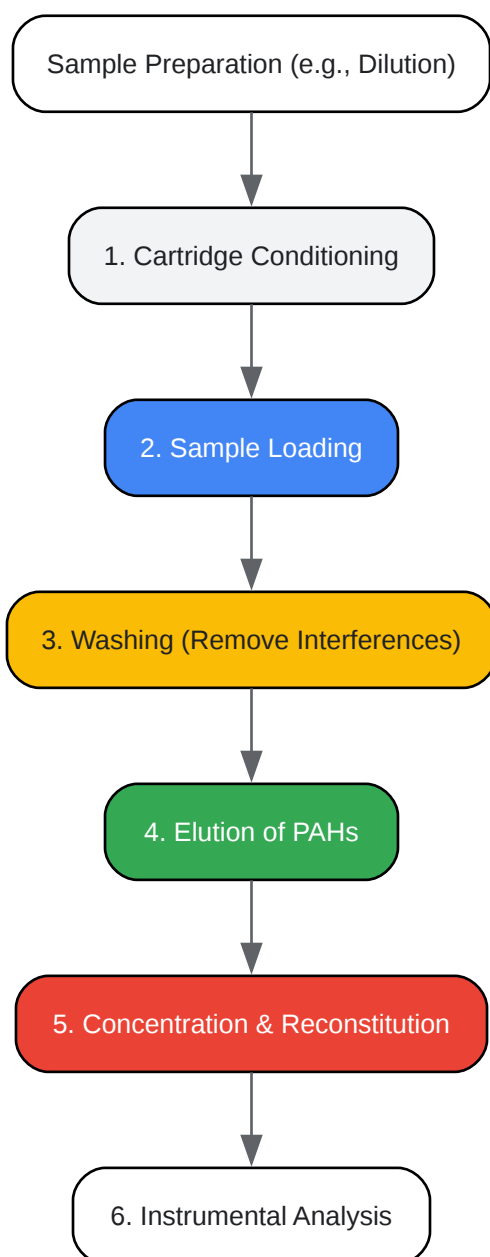 Sample Preparation (e.g., Dilution)
1. Cartridge Conditioning
2. Sample Loading
3. Washing (Remove Interferences)
4. Elution of PAHs
5. Concentration & Reconstitution
6. Instrumental Analysis